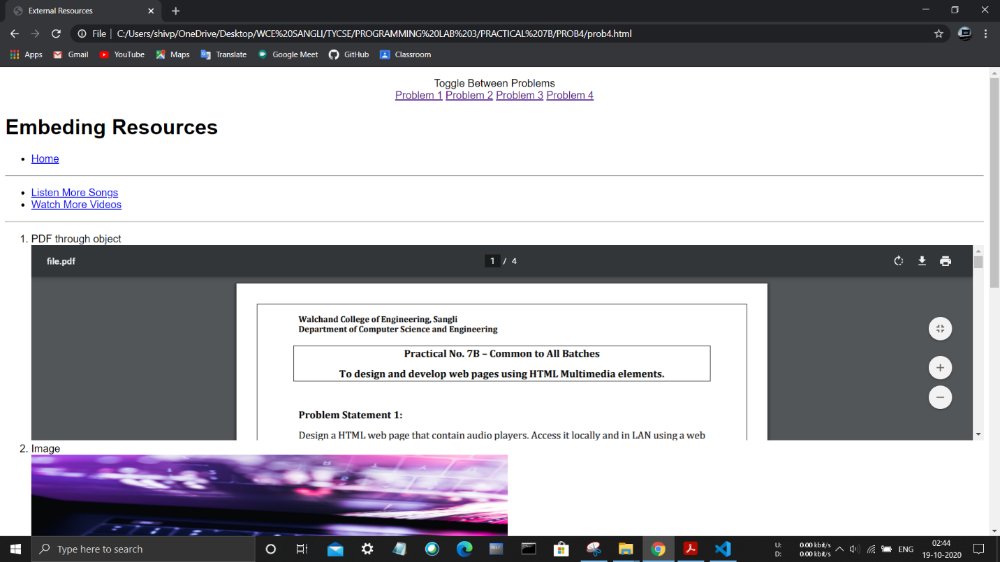 External Resources
File | C:/Users/shivp/OneDrive/Desktop/WCE%20SANGLI/TYCSE/PROGRAMMING%20LAB%203/PRACTICAL%207B/PROB4/prob4.html
Apps Gmail YouTube Maps Translate Google Meet GitHub Classroom
Toggle Between Problems
Problem 1 Problem 2 Problem 3 Problem 4
Embeding Resources
Home
Listen More Songs
Watch More Videos
1. PDF through object
file.pdf 1 / 4
Walchand College of Engineering, Sangli
Department of Computer Science and Engineering
Practical No. 7B – Common to All Batches
To design and develop web pages using HTML Multimedia elements.
Problem Statement 1:
Design a HTML web page that contain audio players. Access it locally and in LAN using a web
2. Image
Type here to search
U: 0.00 kbit/s
D: 0.00 kbit/s
ENG
02:44
19-10-2020